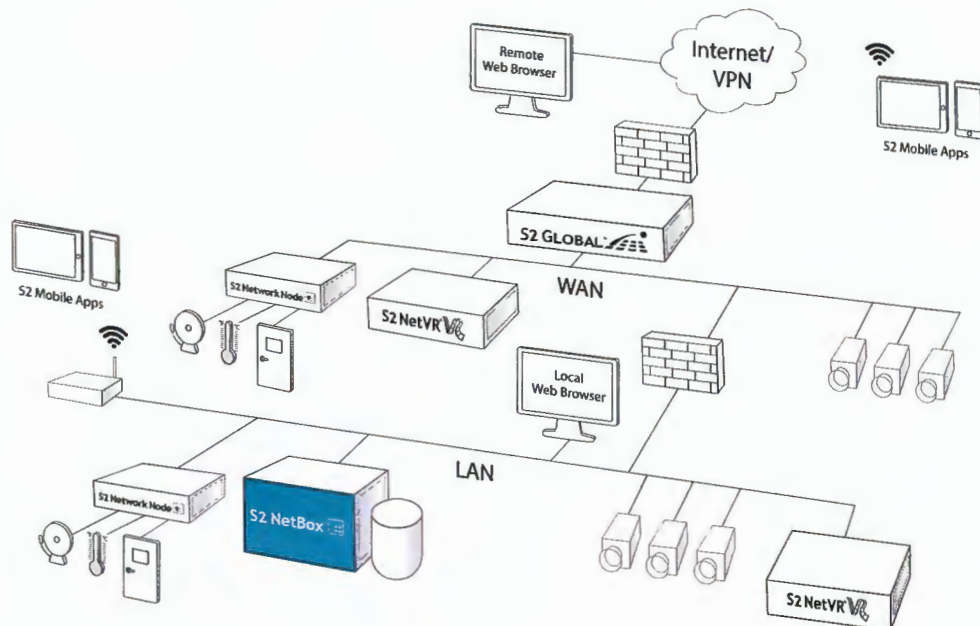 Remote
Web Browser
Internet/
VPN
S2 Mobile Apps
S2 GLOBAL
S2 Mobile Apps
S2 Network Node
WAN
S2 NetVR
Local
Web Browser
LAN
S2 Network Node
S2 NetBox
S2 NetVR